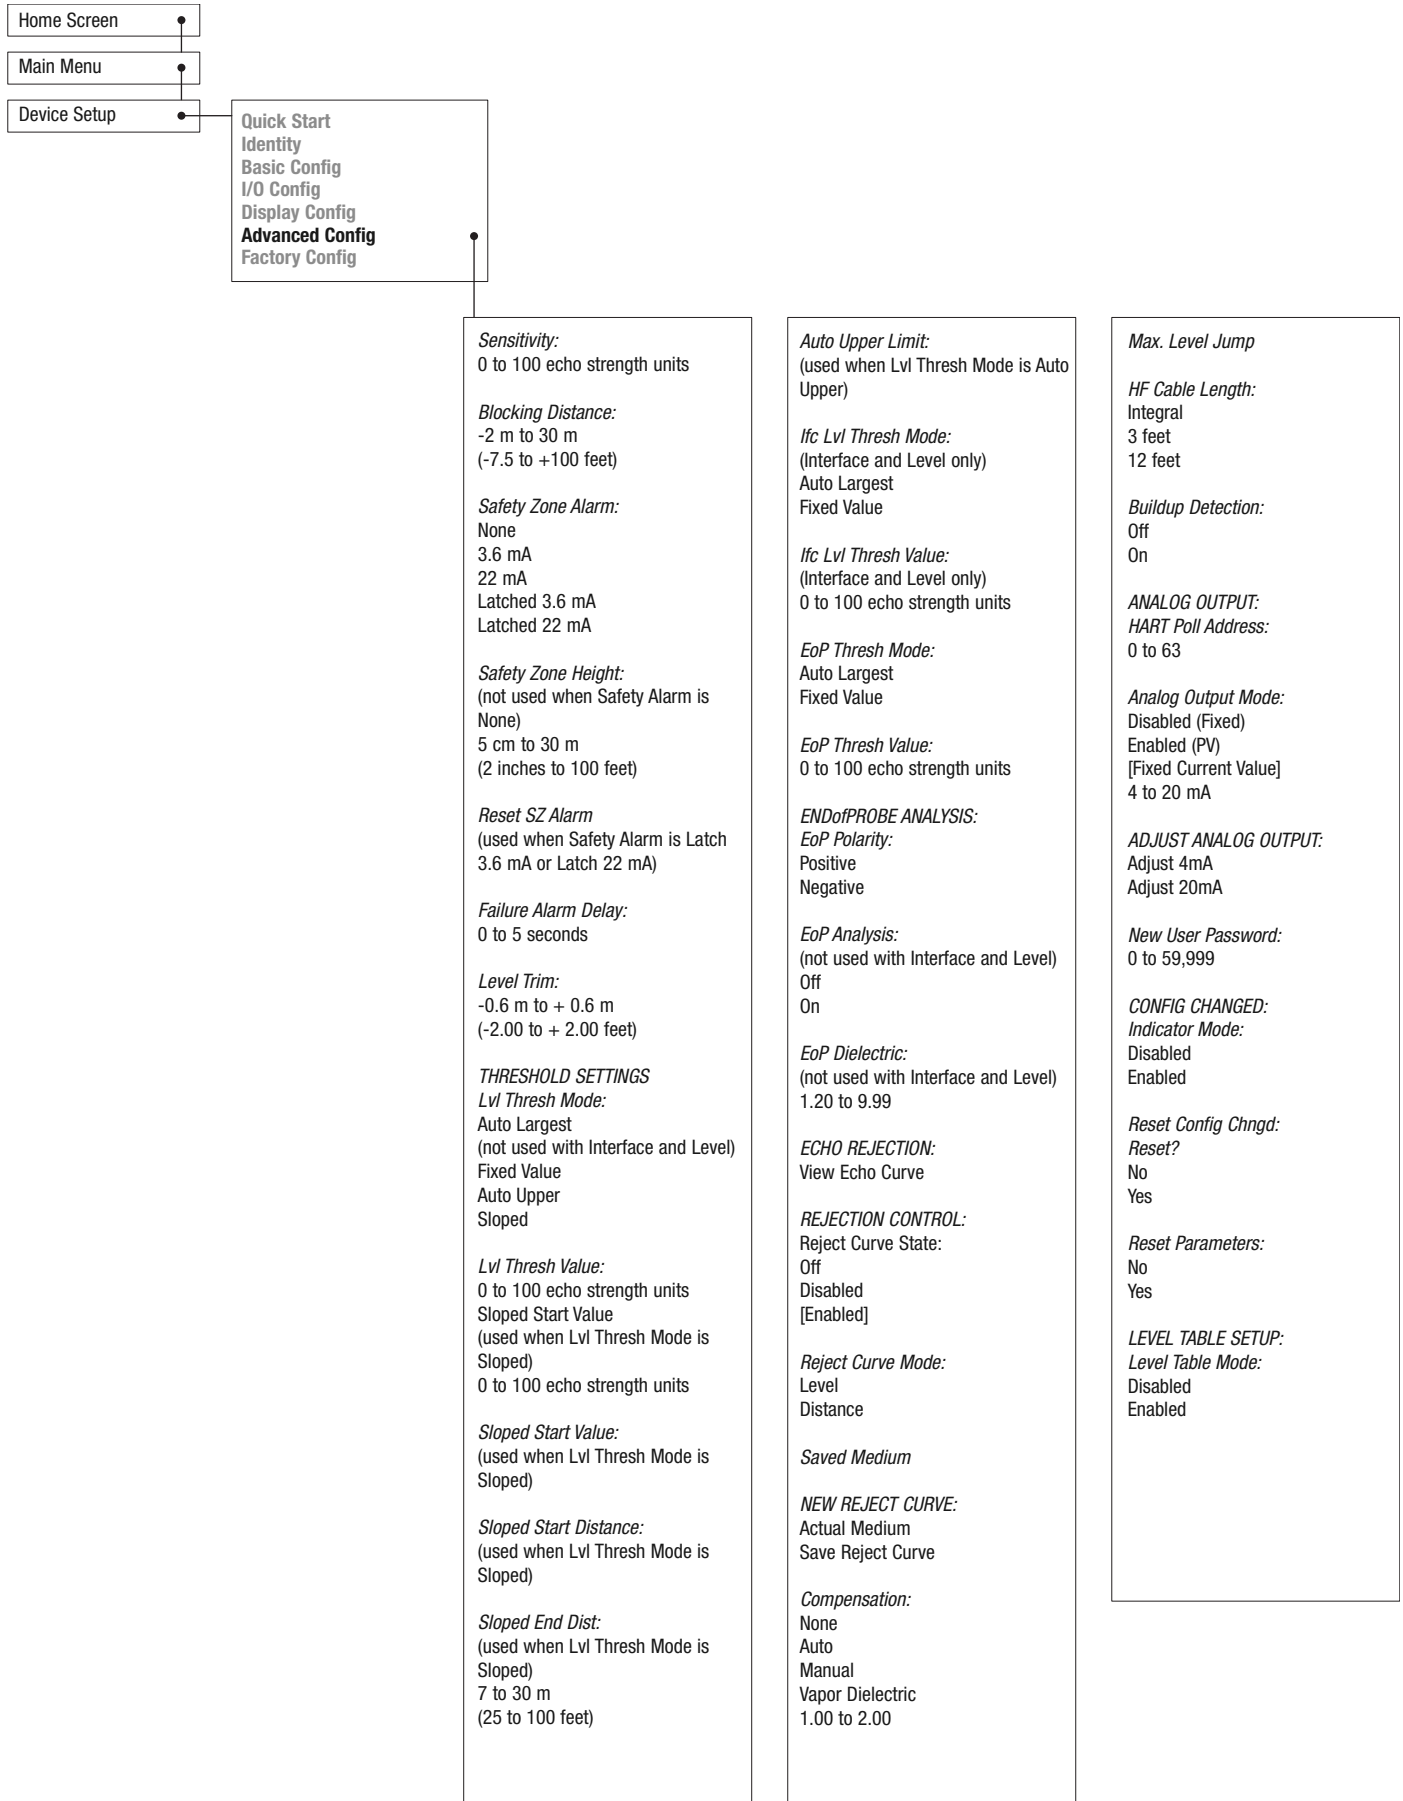 Home Screen
Main Menu
Device Setup
Quick Start
Identity
Basic Config
I/O Config
Display Config
Advanced Config
Factory Config
Sensitivity:
0 to 100 echo strength units
Blocking Distance:
-2 m to 30 m
(-7.5 to +100 feet)
Safety Zone Alarm:
None
3.6 mA
22 mA
Latched 3.6 mA
Latched 22 mA
Safety Zone Height:
(not used when Safety Alarm is
None)
5 cm to 30 m
(2 inches to 100 feet)
Reset SZ Alarm
(used when Safety Alarm is Latch
3.6 mA or Latch 22 mA)
Failure Alarm Delay:
0 to 5 seconds
Level Trim:
-0.6 m to + 0.6 m
(-2.00 to + 2.00 feet)
THRESHOLD SETTINGS
Lvl Thresh Mode:
Auto Largest
(not used with Interface and Level)
Fixed Value
Auto Upper
Sloped
Lvl Thresh Value:
0 to 100 echo strength units
Sloped Start Value
(used when Lvl Thresh Mode is
Sloped)
0 to 100 echo strength units
Sloped Start Value:
(used when Lvl Thresh Mode is
Sloped)
Sloped Start Distance:
(used when Lvl Thresh Mode is
Sloped)
Sloped End Dist:
(used when Lvl Thresh Mode is
Sloped)
7 to 30 m
(25 to 100 feet)
Auto Upper Limit:
(used when Lvl Thresh Mode is Auto
Upper)
Ifc Lvl Thresh Mode:
(Interface and Level only)
Auto Largest
Fixed Value
Ifc Lvl Thresh Value:
(Interface and Level only)
0 to 100 echo strength units
EoP Thresh Mode:
Auto Largest
Fixed Value
EoP Thresh Value:
0 to 100 echo strength units
ENDofPROBE ANALYSIS:
EoP Polarity:
Positive
Negative
EoP Analysis:
(not used with Interface and Level)
Off
On
EoP Dielectric:
(not used with Interface and Level)
1.20 to 9.99
ECHO REJECTION:
View Echo Curve
REJECTION CONTROL:
Reject Curve State:
Off
Disabled
[Enabled]
Reject Curve Mode:
Level
Distance
Saved Medium
NEW REJECT CURVE:
Actual Medium
Save Reject Curve
Compensation:
None
Auto
Manual
Vapor Dielectric
1.00 to 2.00
Max. Level Jump
HF Cable Length:
Integral
3 feet
12 feet
Buildup Detection:
Off
On
ANALOG OUTPUT:
HART Poll Address:
0 to 63
Analog Output Mode:
Disabled (Fixed)
Enabled (PV)
[Fixed Current Value]
4 to 20 mA
ADJUST ANALOG OUTPUT:
Adjust 4mA
Adjust 20mA
New User Password:
0 to 59,999
CONFIG CHANGED:
Indicator Mode:
Disabled
Enabled
Reset Config Chngd:
Reset?
No
Yes
Reset Parameters:
No
Yes
LEVEL TABLE SETUP:
Level Table Mode:
Disabled
Enabled